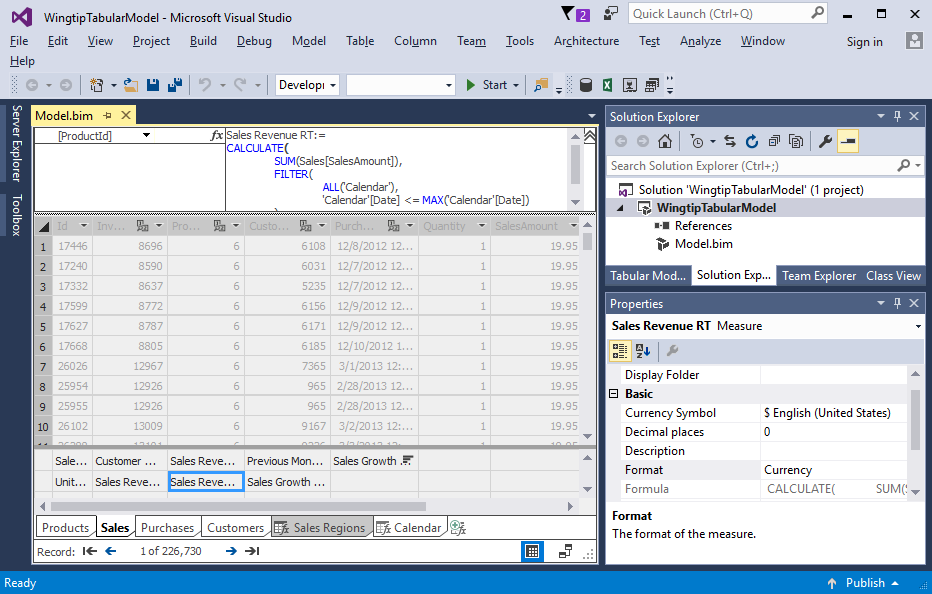 WingtipTabularModel - Microsoft Visual Studio
2
Quick Launch (Ctrl+Q)
File Edit View Project Build Debug Model Table Column Team Tools Architecture Test Analyze Window Sign in
Help
Developı Start
Server Explorer
Toolbox
Model.bim
[ProductId] fx Sales Revenue RT:=
CALCULATE(
SUM(Sales[SalesAmount]),
FILTER(
ALL('Calendar'),
'Calendar'[Date] <= MAX('Calendar'[Date])
Id Inv... Pro... Custo... Purch... Quantity SalesAmount
1 17446 8696 6 6108 12/8/2012 12... 1 19.95
2 17240 8590 6 6031 12/7/2012 12... 1 19.95
3 17332 8637 6 5235 12/7/2012 12... 1 19.95
4 17599 8772 6 6156 12/9/2012 12... 1 19.95
5 17627 8787 6 6171 12/9/2012 12... 1 19.95
6 17668 8805 6 6185 12/10/2012 1... 1 19.95
7 26026 12967 6 7365 3/1/2013 12:... 1 19.95
8 25954 12926 6 965 2/28/2013 12... 1 19.95
9 25955 12926 6 965 2/28/2013 12... 1 19.95
10 26102 13009 6 9167 3/2/2013 12:... 1 19.95
Sale... Customer ... Sales Reve... Previous Mon... Sales Growth
Unit... Sales Reve... Sales Reve... Sales Growth ...
Products Sales Purchases Customers Sales Regions Calendar
Record: 1 of 226,730
Solution Explorer
Search Solution Explorer (Ctrl+;)
Solution 'WingtipTabularModel' (1 project)
WingtipTabularModel
References
Model.bim
Tabular Mod... Solution Exp... Team Explorer Class View
Properties
Sales Revenue RT Measure
Display Folder
Basic
Currency Symbol $ English (United States)
Decimal places 0
Description
Format Currency
Formula CALCULATE( SUM(S
Format
The format of the measure.
Ready Publish